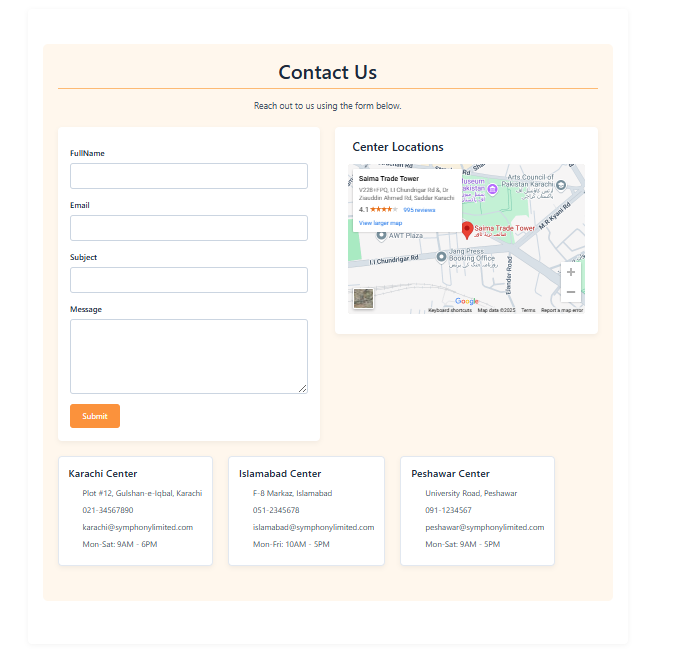 Contact Us
Reach out to us using the form below.
FullName
Email
Subject
Message
Submit
Center Locations
Saima Trade Tower
Ziauddin Ahmed Rd, Saddar Karachi
4.1 995 reviews
View larger map
Rd
Arts Council of
Pakistan Karachi
M.R Kyani Rd
Saima Trade Tower
صائمہ ٹریڈ ٹاور
AWT Plaza
Jang Press
Booking Office
I.I Chundrigar Rd
Elander Road
Google
Keyboard shortcuts Map data ©2025 Terms Report a map error
Karachi Center
Plot #12, Gulshan-e-Iqbal, Karachi
021-34567890
karachi@symphonylimited.com
Mon-Sat: 9AM - 6PM
Islamabad Center
F-8 Markaz, Islamabad
051-2345678
islamabad@symphonylimited.com
Mon-Fri: 10AM - 5PM
Peshawar Center
University Road, Peshawar
091-1234567
peshawar@symphonylimited.com
Mon-Sat: 9AM - 5PM